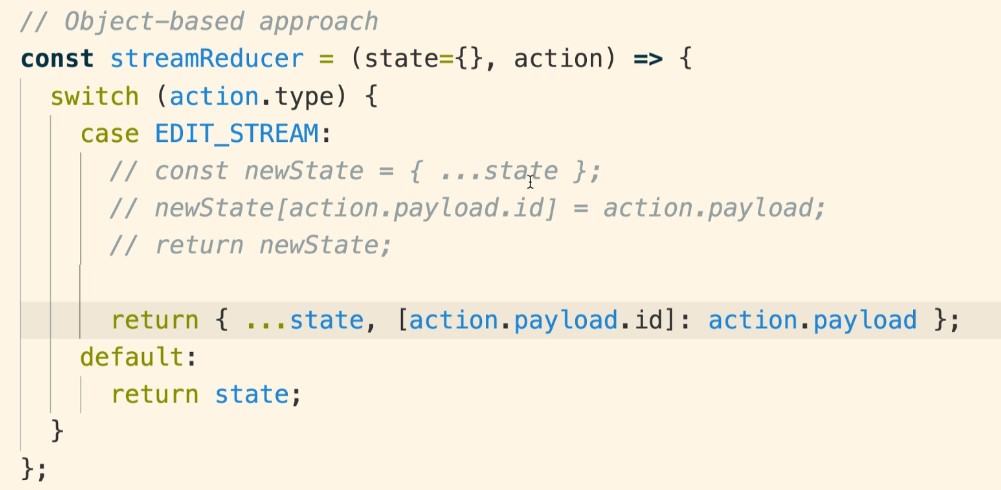 // Object-based approach
const streamReducer = (state={}, action) => {
switch (action.type) {
case EDIT_STREAM:
// const newState = { ...state };
// newState[action.payload.id] = action.payload;
// return newState;
return { ...state, [action.payload.id]: action.payload };
default:
return state;
}
};